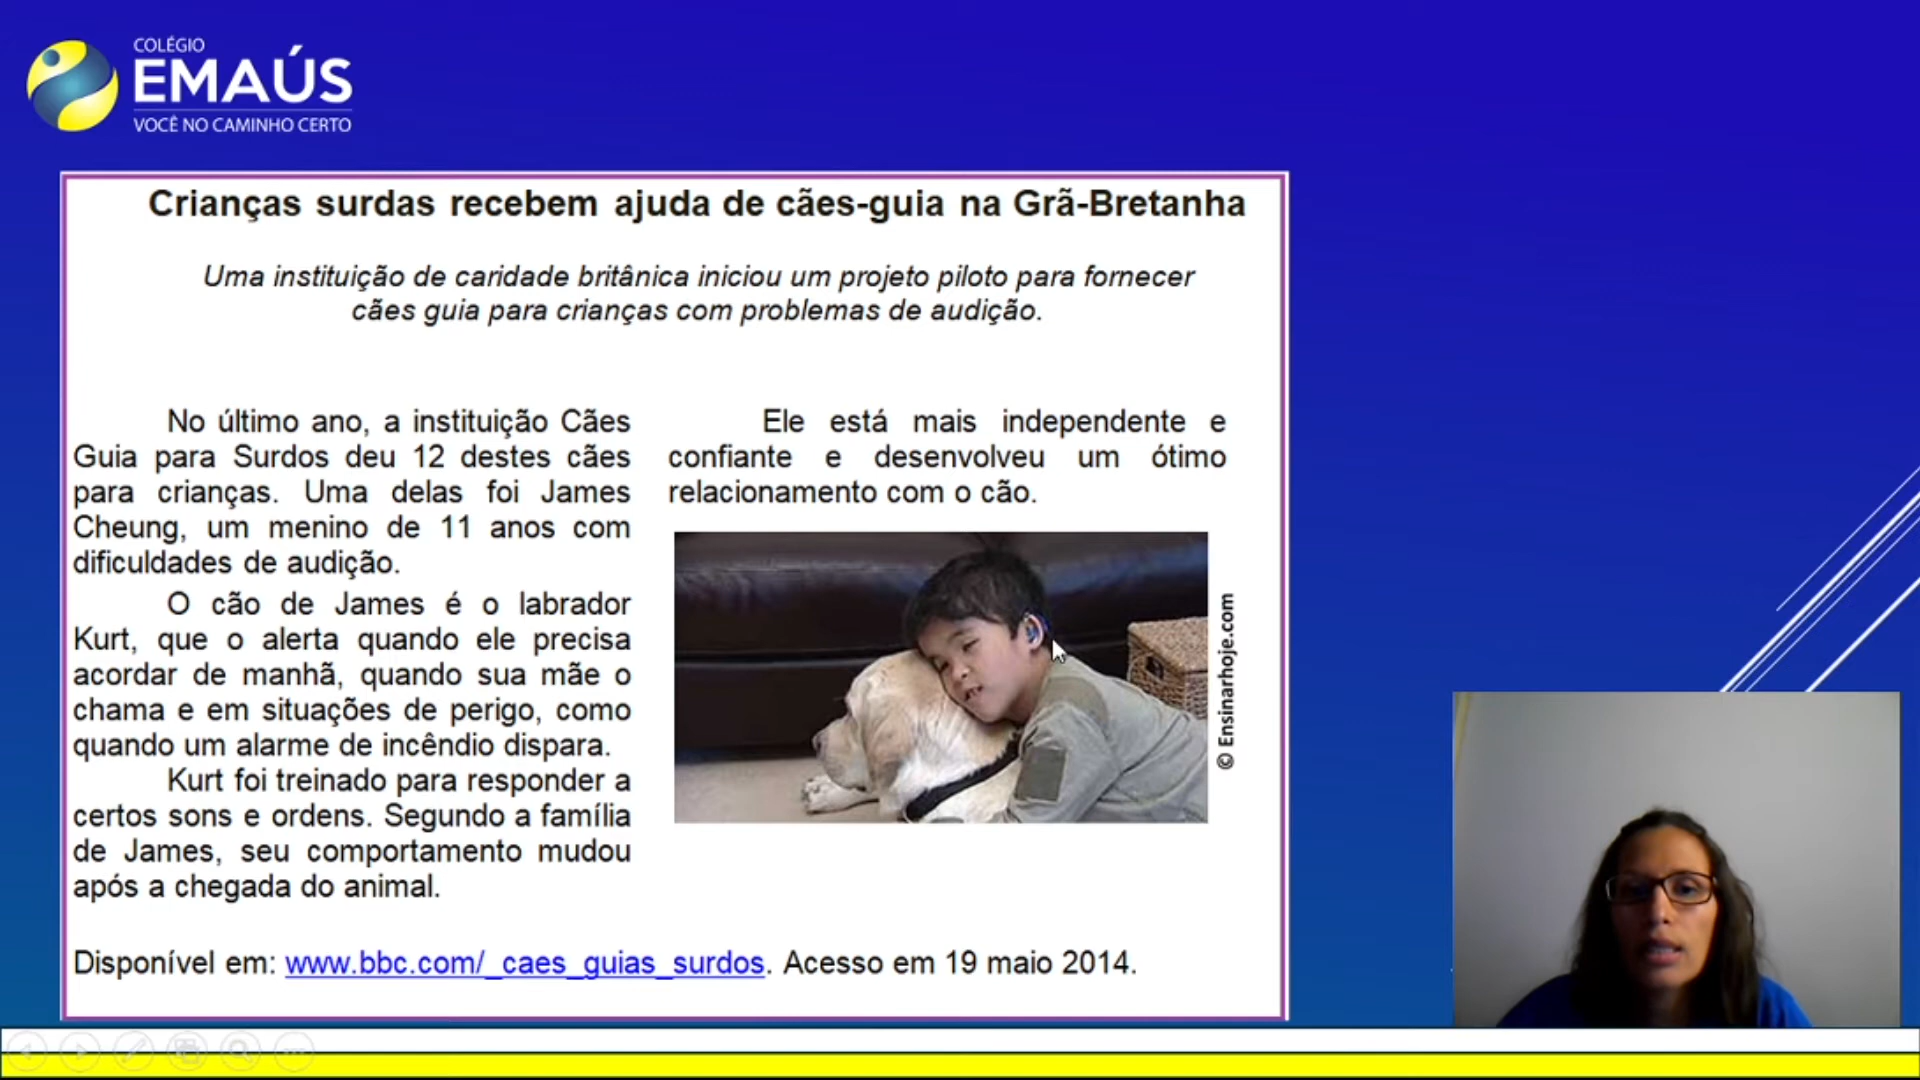 COLÉGIO
EMAÚS
VOCÊ NO CAMINHO CERTO
Crianças surdas recebem ajuda de cães-guia na Grã-Bretanha
Uma instituição de caridade britânica iniciou um projeto piloto para fornecer
cães guia para crianças com problemas de audição.
No último ano, a instituição Cães
Guia para Surdos deu 12 destes cães
para crianças. Uma delas foi James
Cheung, um menino de 11 anos com
dificuldades de audição.
O cão de James é o labrador
Kurt, que o alerta quando ele precisa
acordar de manhã, quando sua mãe o
chama e em situações de perigo, como
quando um alarme de incêndio dispara.
Kurt foi treinado para responder a
certos sons e ordens. Segundo a família
de James, seu comportamento mudou
após a chegada do animal.
Ele está mais independente e
confiante e desenvolveu um ótimo
relacionamento com o cão.
© Ensinarhoje.com
Disponível em: www.bbc.com/_caes_guias_surdos. Acesso em 19 maio 2014.